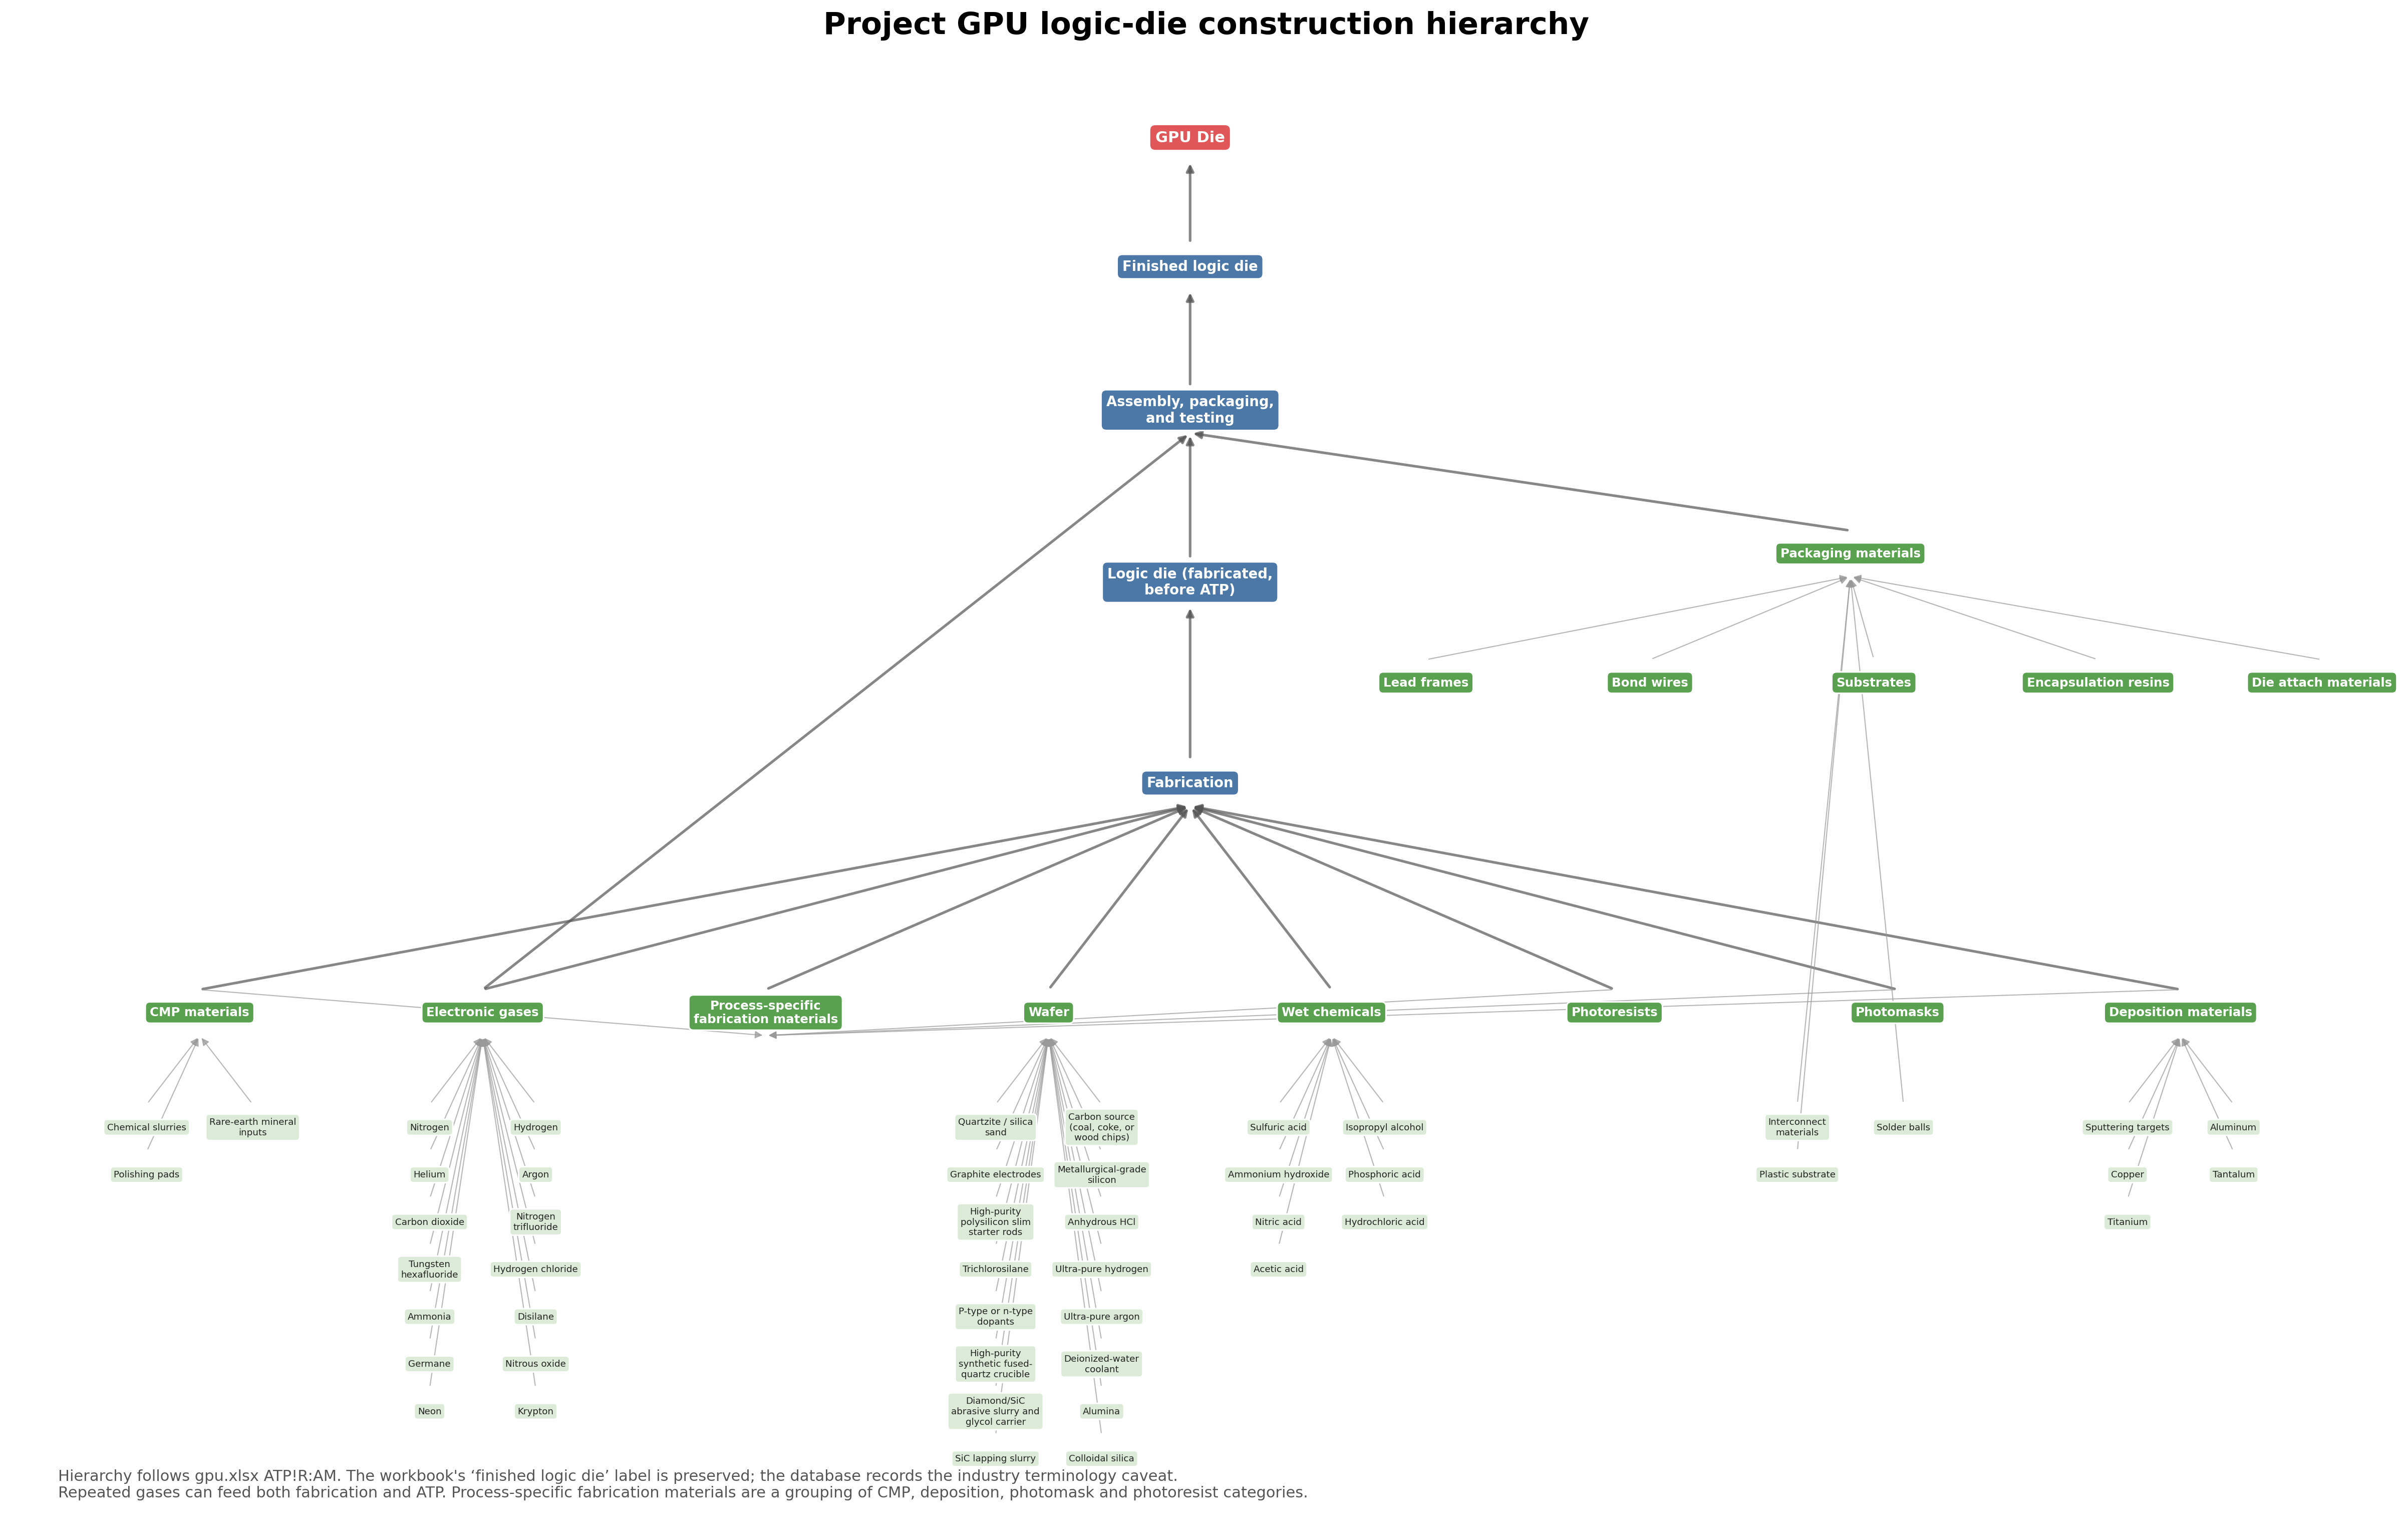 Project GPU logic-die construction hierarchy
GPU Die
Finished logic die
Assembly, packaging,
and testing
Packaging materials
Logic die (fabricated,
before ATP)
Lead frames
Bond wires
Substrates
Encapsulation resins
Die attach materials
Fabrication
CMP materials
Electronic gases
Process-specific
fabrication materials
Wafer
Wet chemicals
Photoresists
Photomasks
Deposition materials
Chemical slurries
Rare-earth mineral
inputs
Polishing pads
Nitrogen
Hydrogen
Helium
Argon
Carbon dioxide
Nitrogen
trifluoride
Tungsten
hexafluoride
Hydrogen chloride
Ammonia
Disilane
Germane
Nitrous oxide
Neon
Krypton
Quartzite / silica
sand
Carbon source
(coal, coke, or
wood chips)
Graphite electrodes
Metallurgical-grade
silicon
High-purity
polysilicon slim
starter rods
Anhydrous HCl
Trichlorosilane
Ultra-pure hydrogen
P-type or n-type
dopants
Ultra-pure argon
High-purity
synthetic fused-
quartz crucible
Deionized-water
coolant
Diamond/SiC
abrasive slurry and
glycol carrier
Alumina
SiC lapping slurry
Colloidal silica
Sulfuric acid
Isopropyl alcohol
Ammonium hydroxide
Phosphoric acid
Nitric acid
Hydrochloric acid
Acetic acid
Interconnect
materials
Solder balls
Plastic substrate
Sputtering targets
Aluminum
Copper
Tantalum
Titanium
Hierarchy follows gpu.xlsx ATP!R:AM. The workbook's ‘finished logic die’ label is preserved; the database records the industry terminology caveat.
Repeated gases can feed both fabrication and ATP. Process-specific fabrication materials are a grouping of CMP, deposition, photomask and photoresist categories.